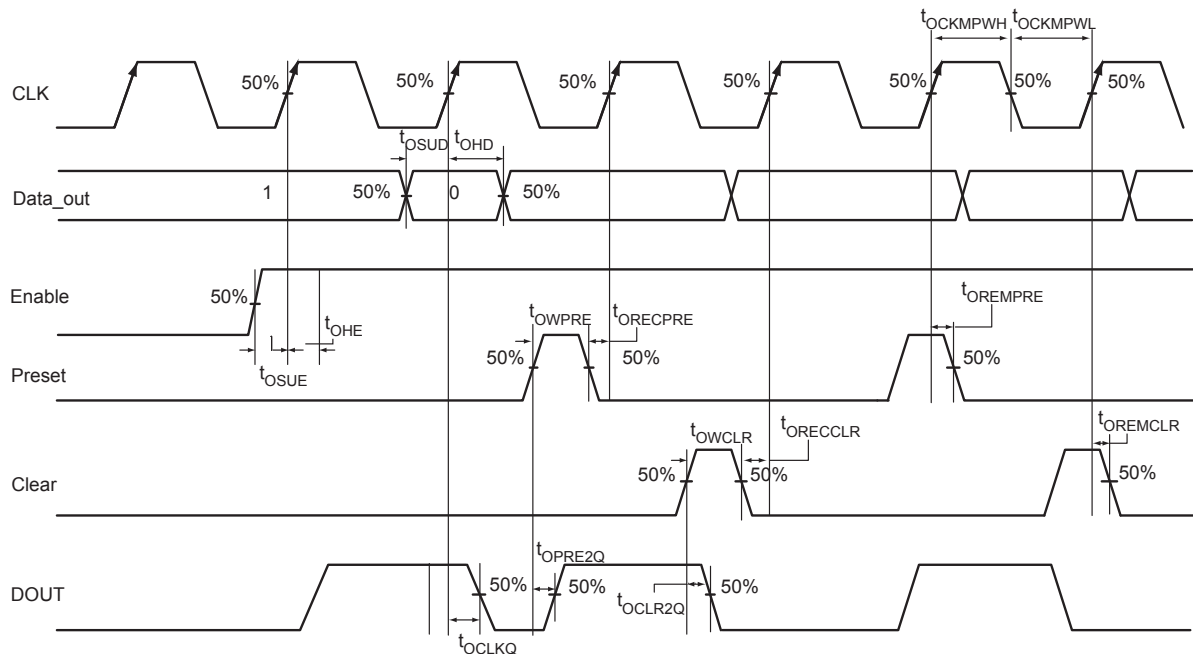 tOCKMPWH tOCKMPWL
CLK 50% 50% 50% 50% 50% 50% 50%
tOSUD tOHD
Data_out 1 50% 0 50%
Enable 50%
tOHE tOWPRE tORECPRE tOREMPRE
Preset 50% 50% 50%
tOSUE
tOWCLR tORECCLR tOREMCLR
Clear 50% 50% 50%
tOPRE2Q
DOUT 50% 50% 50%
tOCLR2Q
tOCLKQ